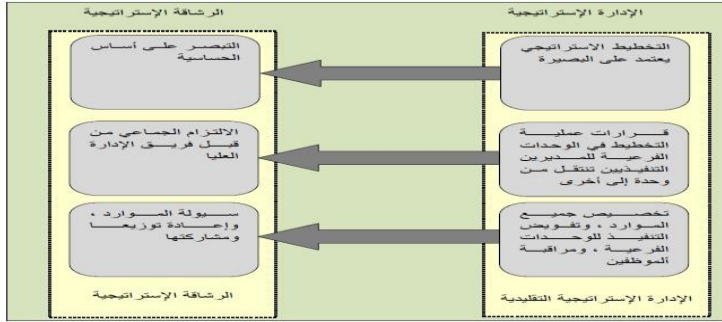 الإدارة الإستراتيجية
الرشاقة الإستراتيجية
التخطيط الاستراتيجي
يعتمد على البصيرة
التبصر على أساس
الحساسية
قرارات عملية
التخطيط في الوحدات
الفرعية للمديرين
التنفيذيين تنتقل من
وحدة إلى أخرى
الالتزام الجماعي من
قبل فريق الإدارة
العليا
تخصيص جميع
الموارد ، وتفويض
التنفيذ للوحدات
الفرعية ، ومراقبة
ألموظفين
سيولة الموارد ،
وإعادة توزيعها
ومشاركتها
الإدارة الإستراتيجية التقليدية
الرشاقة الإستراتيجية